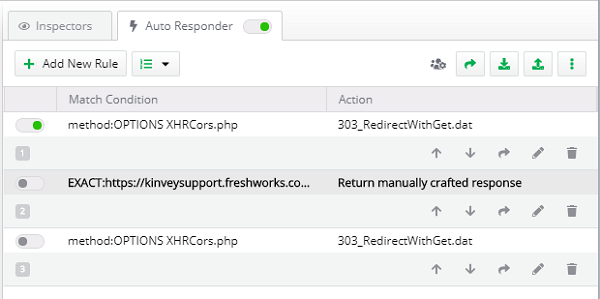 Inspectors
Auto Responder
Add New Rule
Match Condition Action
method:OPTIONS XHRCors.php 303_RedirectWithGet.dat
1
EXACT:https://kinveysupport.freshworks.co... Return manually crafted response
2
method:OPTIONS XHRCors.php 303_RedirectWithGet.dat
3